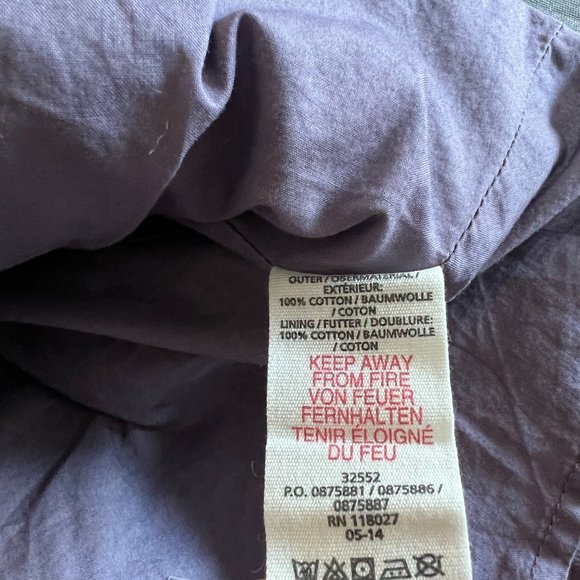 OUTER / OBERMATERIAL /
EXTÉRIEUR:
100% COTTON / BAUMWOLLE
/ COTON
LINING / FUTTER / DOUBLURE:
100% COTTON / BAUMWOLLE
/ COTON
KEEP AWAY
FROM FIRE
VON FEUER
FERNHALTEN
TENIR ÉLOIGNÉ
DU FEU
32552
P.O. 0875881 / 0875886 /
0875887
RN 118027
05-14